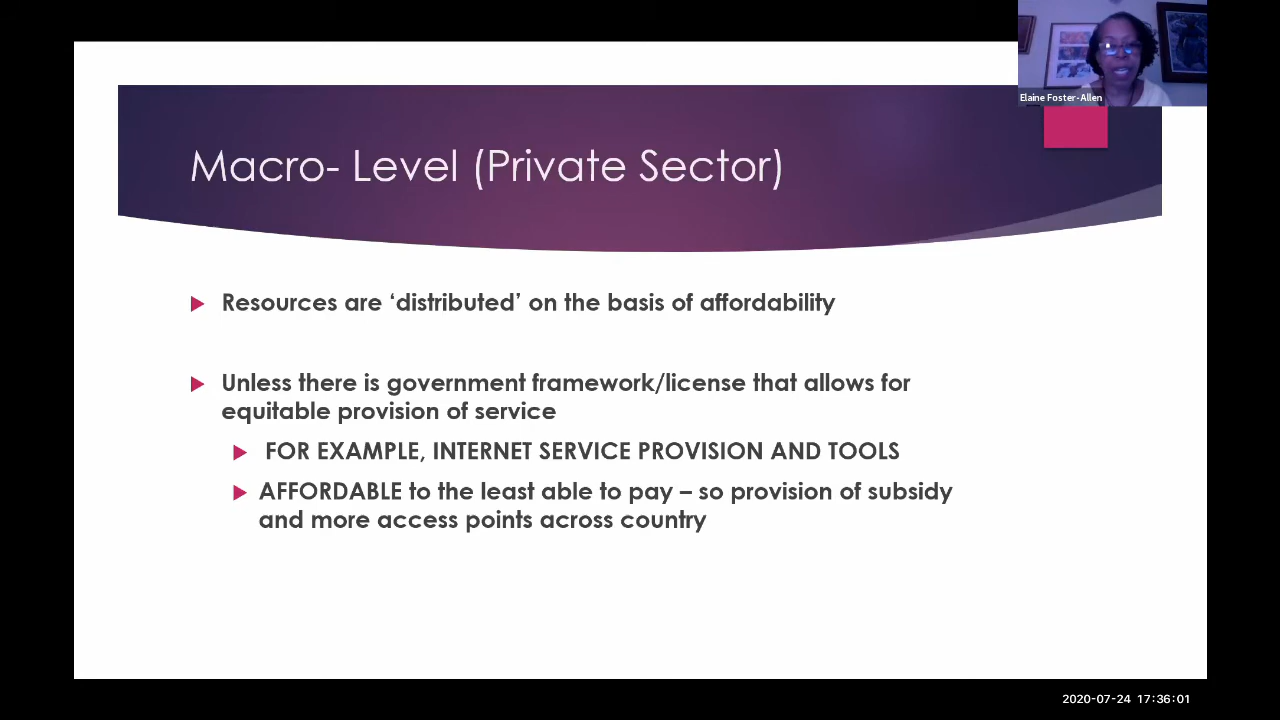 Elaine Foster-Allen
Macro- Level (Private Sector)
Resources are ‘distributed’ on the basis of affordability
Unless there is government framework/license that allows for
equitable provision of service
FOR EXAMPLE, INTERNET SERVICE PROVISION AND TOOLS
AFFORDABLE to the least able to pay – so provision of subsidy
and more access points across country
2020-07-24 17:36:01